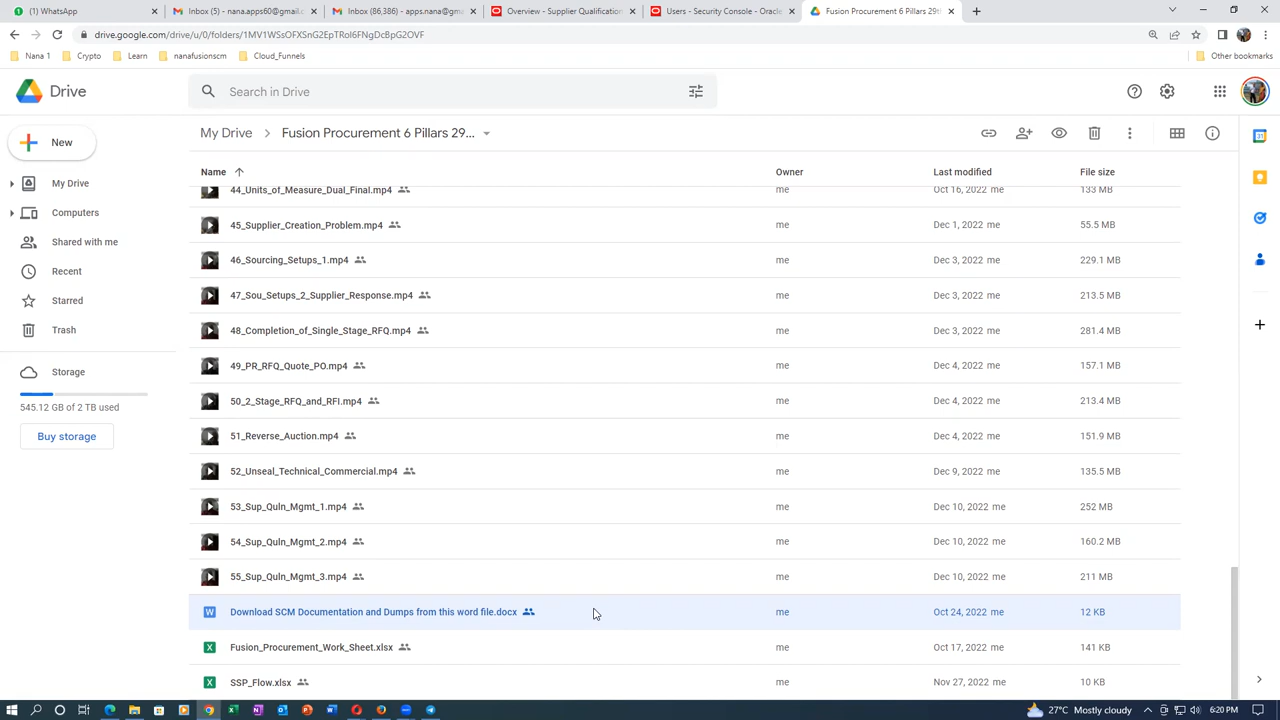 (1) WhatsApp
Inbox (5) - nana.apps60@gmail.com
Inbox (86,386) - apps.nana@gmail.com
Overview - Supplier Qualification
Users - Security Console - Oracle
Fusion Procurement 6 Pillars 29th
drive.google.com/drive/u/0/folders/1MV1WSsOFXSnG2EpTRoI6FNgDcBpG2OVF
Nana 1
Crypto
Learn
nanafusionscm
Cloud_Funnels
Other bookmarks
Drive
Search in Drive
New
My Drive
Computers
Shared with me
Recent
Starred
Trash
Storage
545.12 GB of 2 TB used
Buy storage
My Drive > Fusion Procurement 6 Pillars 29...
Name Owner Last modified File size
44_Units_of_Measure_Dual_Final.mp4 me Oct 16, 2022 me 133 MB
45_Supplier_Creation_Problem.mp4 me Dec 1, 2022 me 55.5 MB
46_Sourcing_Setups_1.mp4 me Dec 3, 2022 me 229.1 MB
47_Sou_Setups_2_Supplier_Response.mp4 me Dec 3, 2022 me 213.5 MB
48_Completion_of_Single_Stage_RFQ.mp4 me Dec 3, 2022 me 281.4 MB
49_PR_RFQ_Quote_PO.mp4 me Dec 4, 2022 me 157.1 MB
50_2_Stage_RFQ_and_RFI.mp4 me Dec 4, 2022 me 213.4 MB
51_Reverse_Auction.mp4 me Dec 4, 2022 me 151.9 MB
52_Unseal_Technical_Commercial.mp4 me Dec 9, 2022 me 135.5 MB
53_Sup_Quln_Mgmt_1.mp4 me Dec 10, 2022 me 252 MB
54_Sup_Quln_Mgmt_2.mp4 me Dec 10, 2022 me 160.2 MB
55_Sup_Quln_Mgmt_3.mp4 me Dec 10, 2022 me 211 MB
Download SCM Documentation and Dumps from this word file.docx me Oct 24, 2022 me 12 KB
Fusion_Procurement_Work_Sheet.xlsx me Oct 17, 2022 me 141 KB
SSP_Flow.xlsx me Nov 27, 2022 me 10 KB
27°C Mostly cloudy
6:20 PM